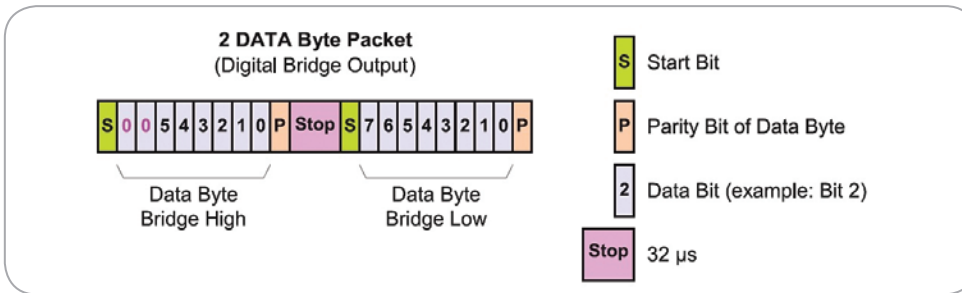 2 DATA Byte Packet
(Digital Bridge Output)
S 0 0 5 4 3 2 1 0 P Stop S 7 6 5 4 3 2 1 0 P
Data Byte
Bridge High
Data Byte
Bridge Low
S Start Bit
P Parity Bit of Data Byte
2 Data Bit (example: Bit 2)
Stop 32 µs